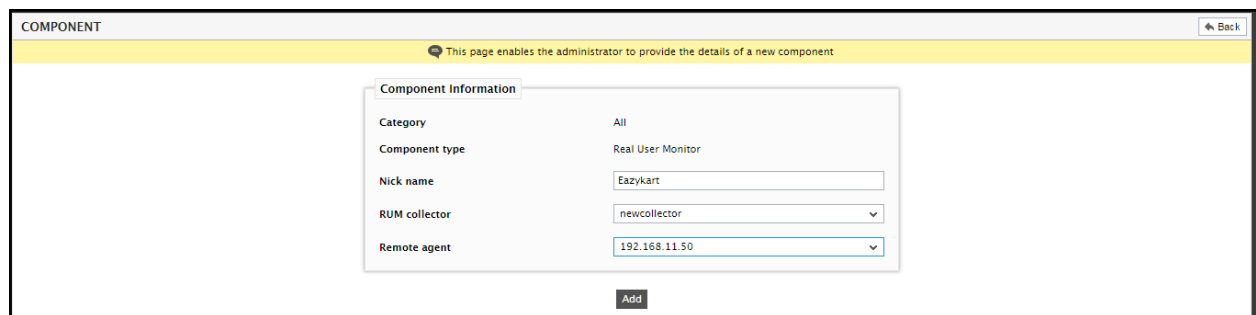 COMPONENT
Back
This page enables the administrator to provide the details of a new component
Component Information
Category All
Component type Real User Monitor
Nick name Eazykart
RUM collector newcollector
Remote agent 192.168.11.50
Add